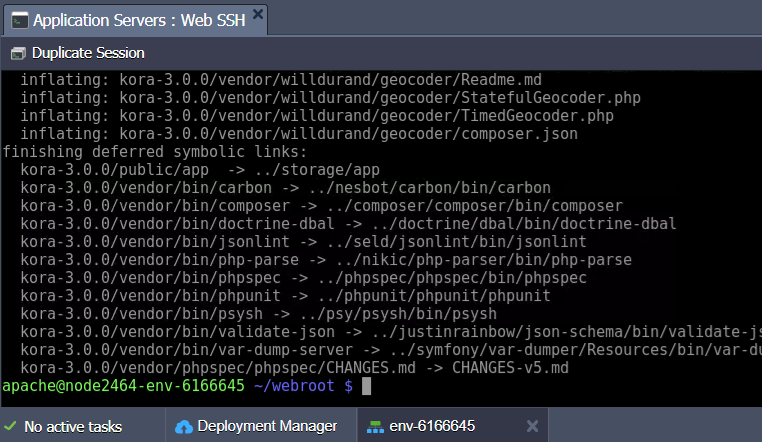 Application Servers : Web SSH
Duplicate Session
inflating: kora-3.0.0/vendor/willdurand/geocoder/Readme.md
inflating: kora-3.0.0/vendor/willdurand/geocoder/StatefulGeocoder.php
inflating: kora-3.0.0/vendor/willdurand/geocoder/TimedGeocoder.php
inflating: kora-3.0.0/vendor/willdurand/geocoder/composer.json
finishing deferred symbolic links:
kora-3.0.0/public/app  -> ../storage/app
kora-3.0.0/vendor/bin/carbon -> ../nesbot/carbon/bin/carbon
kora-3.0.0/vendor/bin/composer -> ../composer/composer/bin/composer
kora-3.0.0/vendor/bin/doctrine-dbal -> ../doctrine/dbal/bin/doctrine-dbal
kora-3.0.0/vendor/bin/jsonlint -> ../seld/jsonlint/bin/jsonlint
kora-3.0.0/vendor/bin/php-parse -> ../nikic/php-parser/bin/php-parse
kora-3.0.0/vendor/bin/phpspec -> ../phpspec/phpspec/bin/phpspec
kora-3.0.0/vendor/bin/phpunit -> ../phpunit/phpunit/phpunit
kora-3.0.0/vendor/bin/psysh -> ../psy/psysh/bin/psysh
kora-3.0.0/vendor/bin/validate-json -> ../justinrainbow/json-schema/bin/validate-js
kora-3.0.0/vendor/bin/var-dump-server -> ../symfony/var-dumper/Resources/bin/var-du
kora-3.0.0/vendor/phpspec/phpspec/CHANGES.md -> CHANGES-v5.md
apache@node2464-env-6166645 ~/webroot $
No active tasks
Deployment Manager
env-6166645